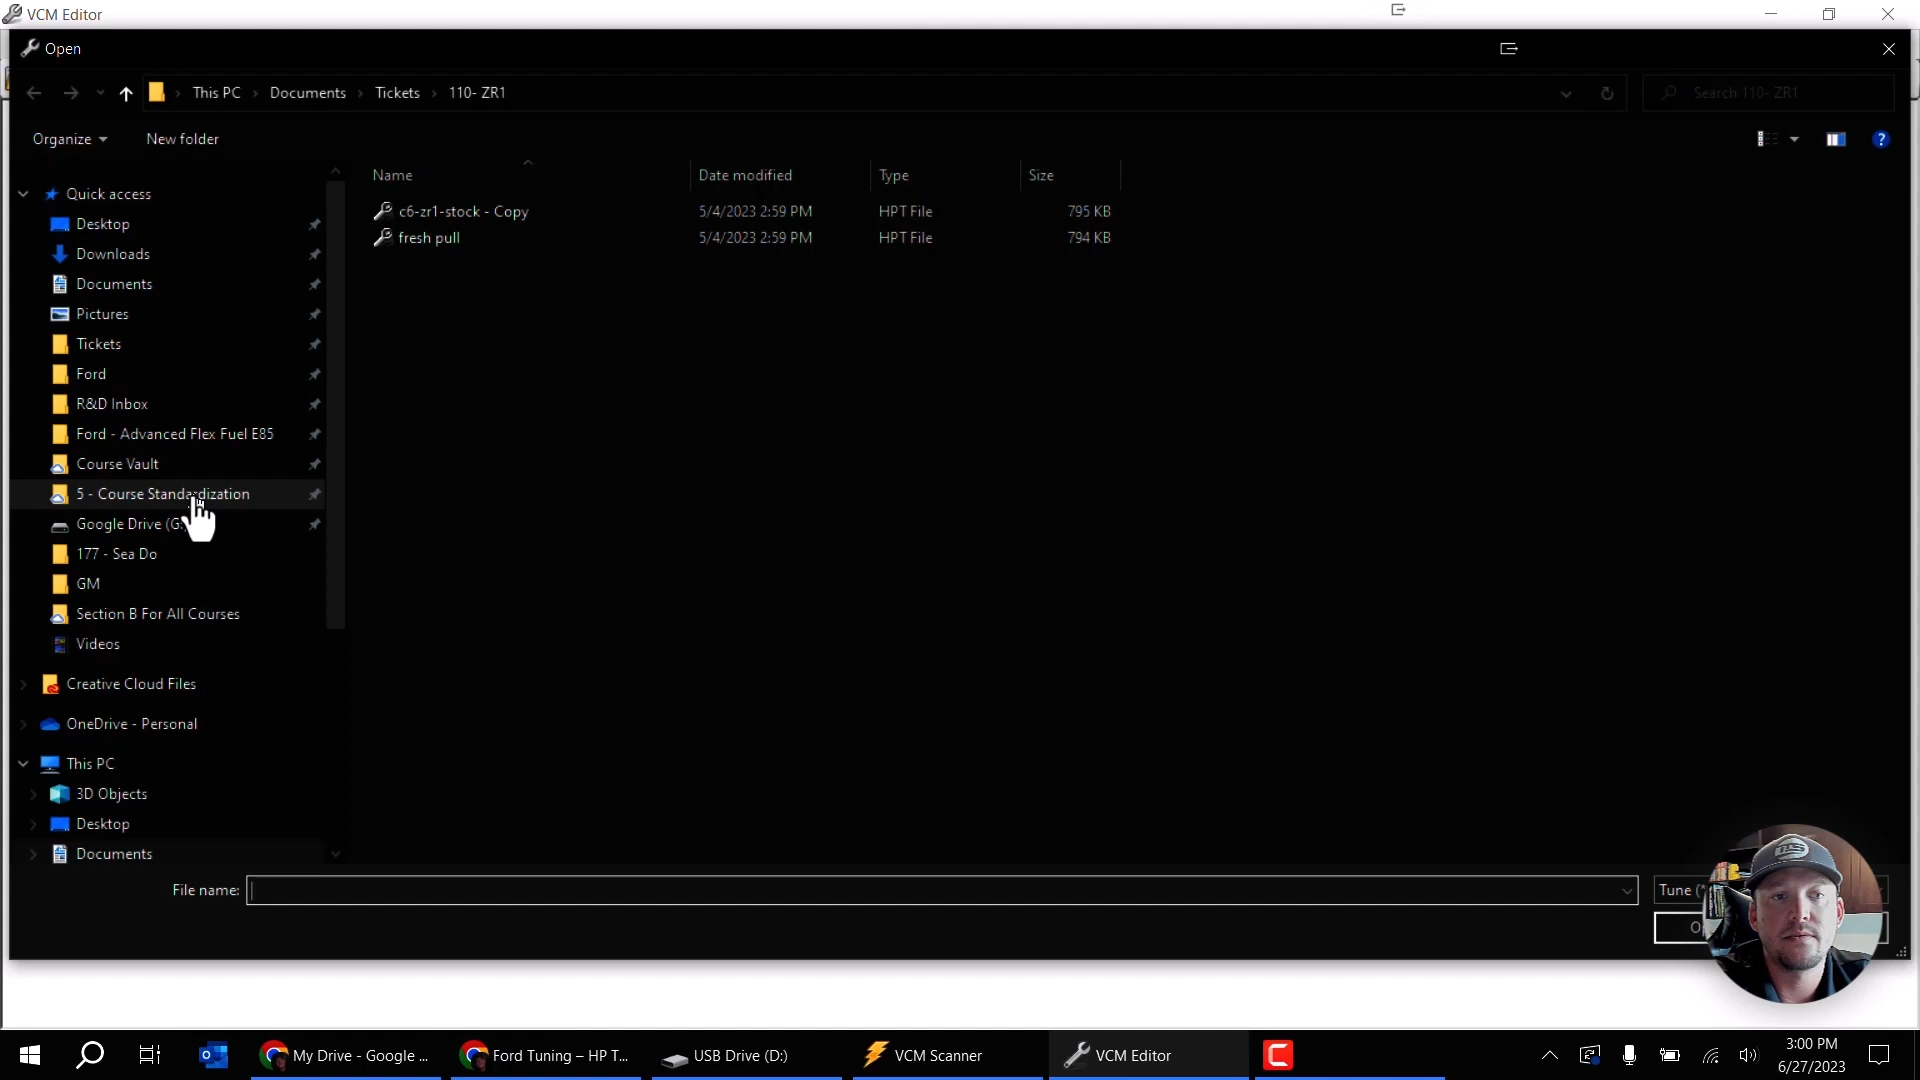 VCM Editor
Open
This PC Documents Tickets 110- ZR1
Search 110- ZR1
Organize New folder
Name Date modified Type Size
c6-zr1-stock - Copy 5/4/2023 2:59 PM HPT File 795 KB
fresh pull 5/4/2023 2:59 PM HPT File 794 KB
Quick access
Desktop
Downloads
Documents
Pictures
Tickets
Ford
R&D Inbox
Ford - Advanced Flex Fuel E85
Course Vault
5 - Course Standardization
Google Drive (G:
177 - Sea Do
GM
Section B For All Courses
Videos
Creative Cloud Files
OneDrive - Personal
This PC
3D Objects
Desktop
Documents
File name:
Tune (*
My Drive - Google ... Ford Tuning – HP T... USB Drive (D:) VCM Scanner VCM Editor
3:00 PM
6/27/2023